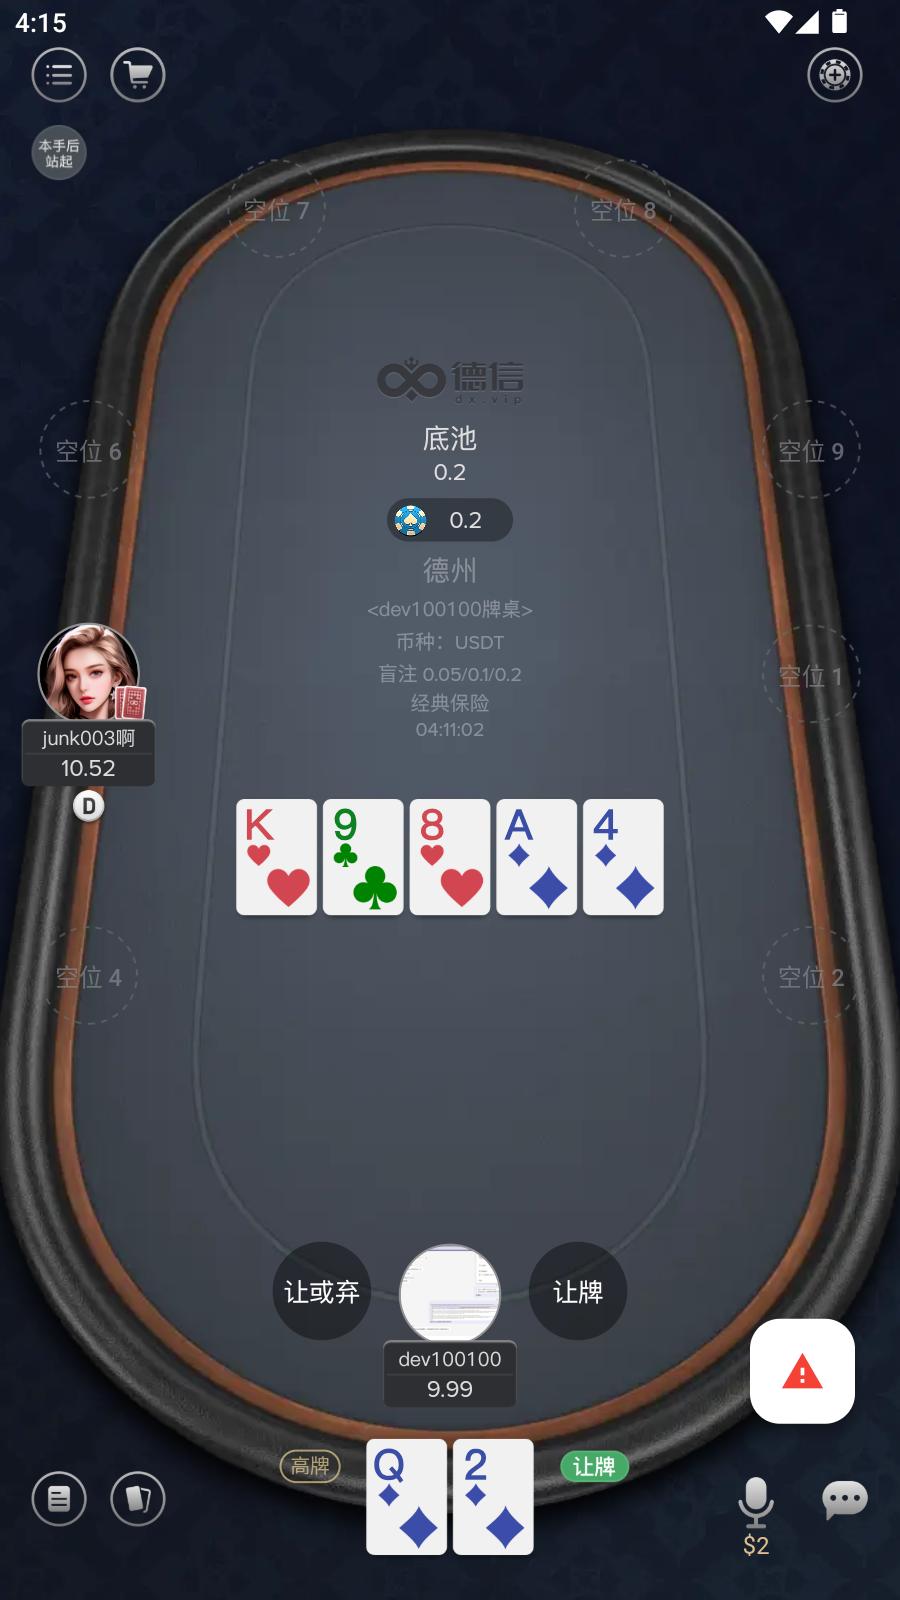 4:15
本手后
站起
空位 7
空位 8
德信
dx.vip
底池
0.2
0.2
德州
<dev100100牌桌>
币种：USDT
盲注 0.05/0.1/0.2
经典保险
04:11:02
空位 6
空位 9
空位 1
junk003啊
10.52
D
K
9
8
A
4
空位 4
空位 2
让或弃
让牌
dev100100
9.99
高牌
Q
2
让牌
$2